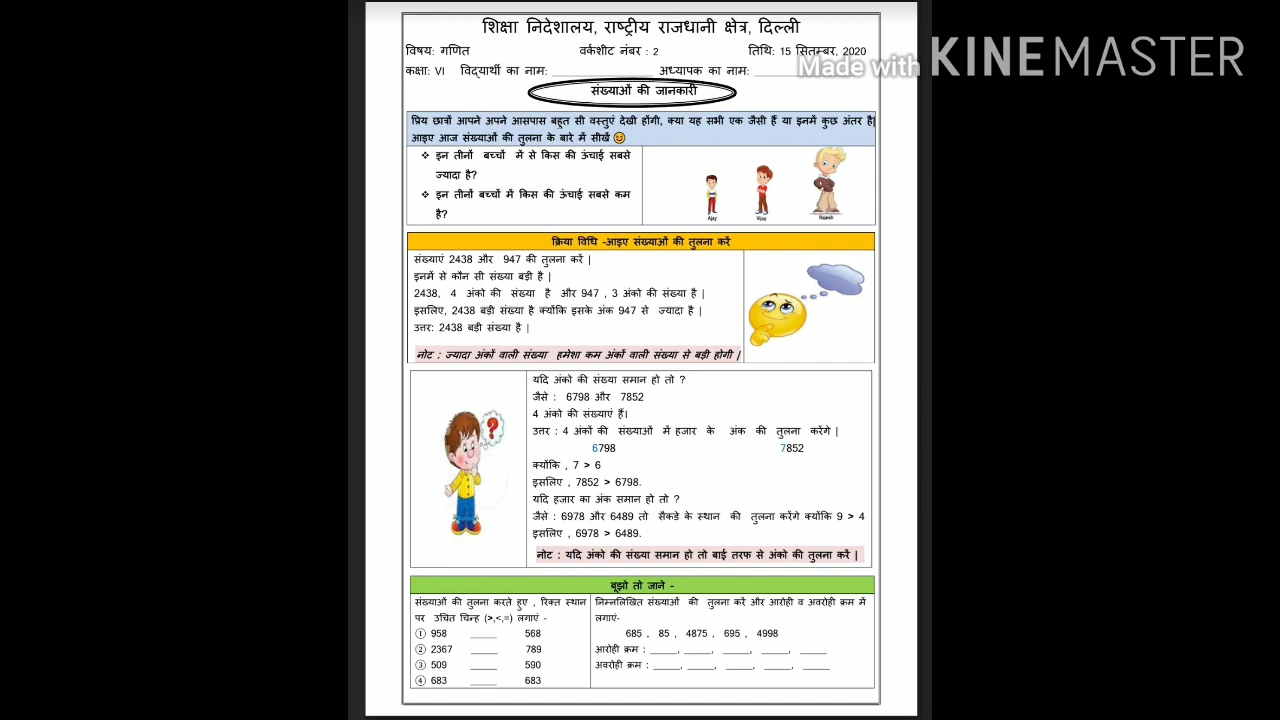 शिक्षा निदेशालय, राष्ट्रीय राजधानी क्षेत्र, दिल्ली
विषय: गणित वर्कशीट नंबर : 2 तिथि: 15 सितम्बर, 2020
कक्षा: VI विद्यार्थी का नाम: ________________ अध्यापक का नाम: ________________
Made with KINEMASTER
संख्याओं की जानकारी
प्रिय छात्रों आपने अपने आसपास बहुत सी वस्तुएं देखी होंगी, क्या यह सभी एक जैसी हैं या इनमें कुछ अंतर है|
आइए आज संख्याओं की तुलना के बारे में सीखें 😊
❖ इन तीनों बच्चों में से किस की ऊंचाई सबसे
ज्यादा है?
❖ इन तीनों बच्चों में किस की ऊंचाई सबसे कम
है?
Ajay Vijay Rajesh
क्रिया विधि -आइए संख्याओं की तुलना करें
संख्याएं 2438 और 947 की तुलना करें |
इनमें से कौन सी संख्या बड़ी है |
2438, 4 अंको की संख्या है और 947 , 3 अंको की संख्या है |
इसलिए, 2438 बड़ी संख्या है क्योंकि इसके अंक 947 से ज्यादा है |
उत्तर: 2438 बड़ी संख्या है |
नोट : ज्यादा अंकों वाली संख्या हमेशा कम अंकों वाली संख्या से बड़ी होगी |
यदि अंको की संख्या समान हो तो ?
जैसे : 6798 और 7852
4 अंको की संख्याएं हैं।
उत्तर : 4 अंकों की संख्याओं में हजार के अंक की तुलना करेंगे |
6798 7852
क्योंकि , 7 > 6
इसलिए , 7852 > 6798.
यदि हजार का अंक समान हो तो ?
जैसे : 6978 और 6489 तो सैकडे के स्थान की तुलना करेंगे क्योंकि 9 > 4
इसलिए , 6978 > 6489.
नोट : यदि अंको की संख्या समान हो तो बाई तरफ से अंको की तुलना करें |
बूझो तो जाने -
संख्याओं की तुलना करते हुए , रिक्त स्थान
पर उचित चिन्ह (>,<,=) लगाएं -
① 958 _____ 568
② 2367 _____ 789
③ 509 _____ 590
④ 683 _____ 683
निम्नलिखित संख्याओं की तुलना करें और आरोही व अवरोही क्रम में
लगाएं-
685 , 85 , 4875 , 695 , 4998
आरोही क्रम : _____, _____, _____, _____, _____
अवरोही क्रम : _____, _____, _____, _____, _____